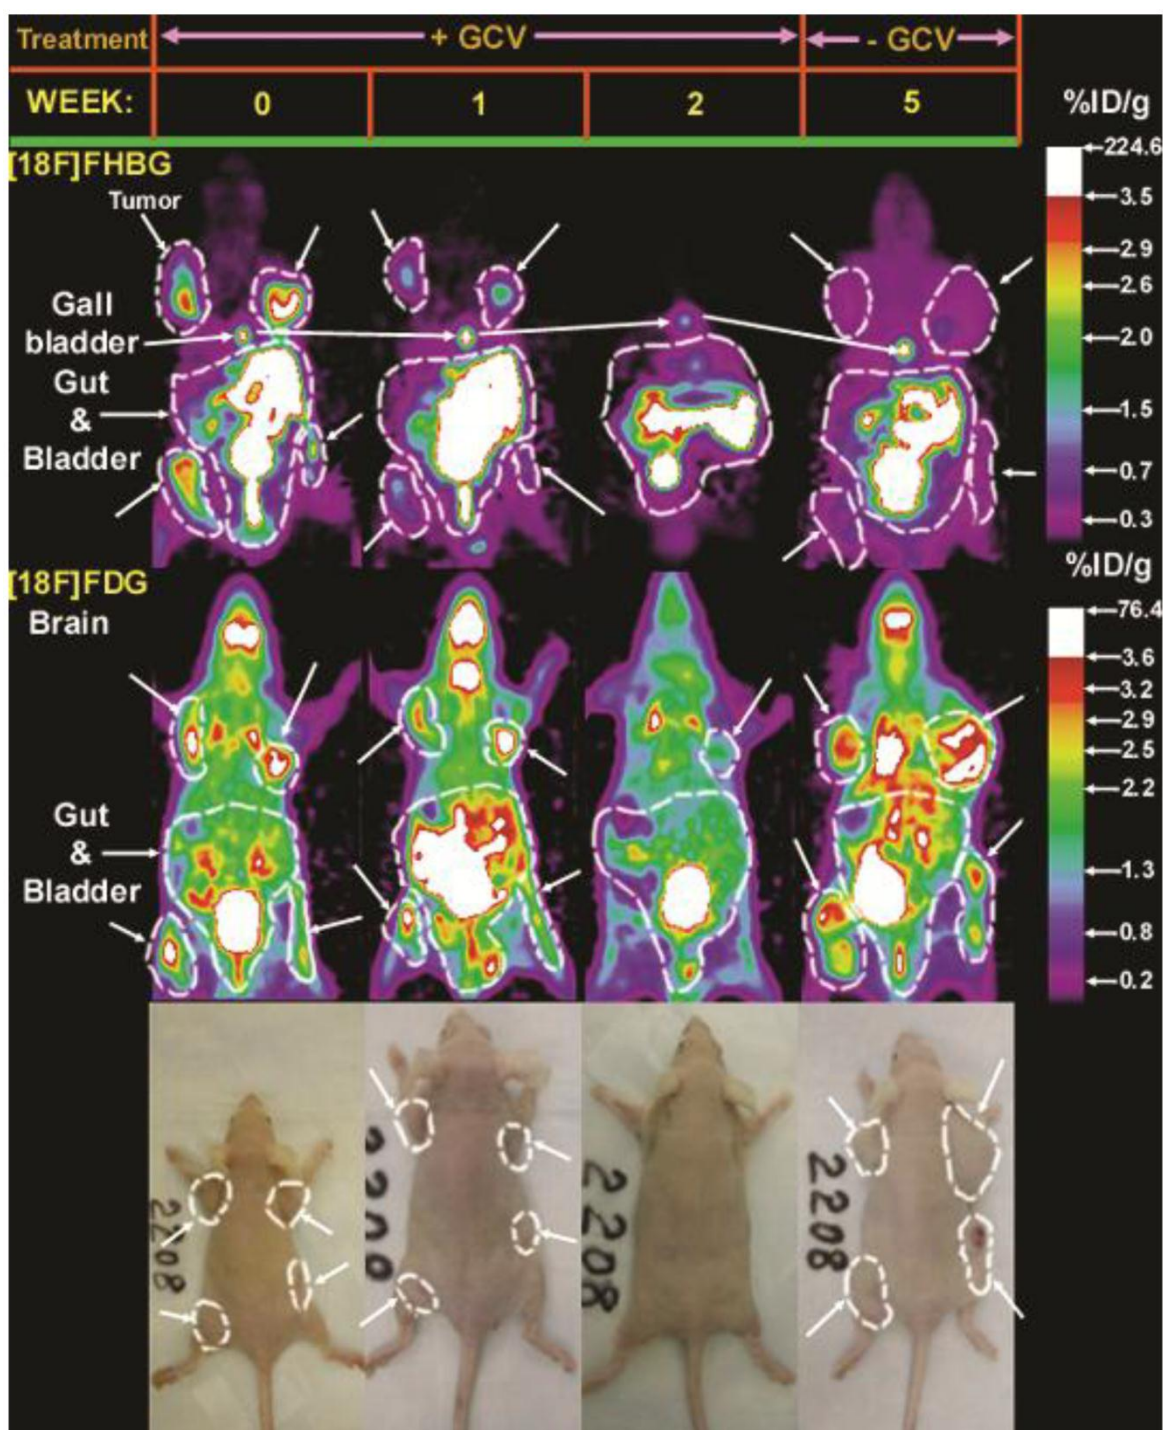 Treatment + GCV - GCV
WEEK: 0 1 2 5 %ID/g
[18F]FHBG
224.6
3.5
2.9
2.6
2.0
1.5
0.7
0.3
Tumor
Gall
bladder
Gut
&
Bladder
[18F]FDG
%ID/g
76.4
3.6
3.2
2.9
2.5
2.2
1.3
0.8
0.2
Brain
Gut
&
Bladder
2208
2208
2208